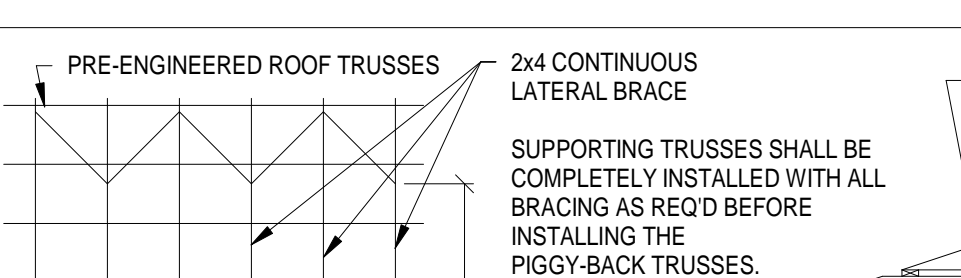 PRE-ENGINEERED ROOF TRUSSES
2x4 CONTINUOUS
LATERAL BRACE
SUPPORTING TRUSSES SHALL BE
COMPLETELY INSTALLED WITH ALL
BRACING AS REQ'D BEFORE
INSTALLING THE
PIGGY-BACK TRUSSES.